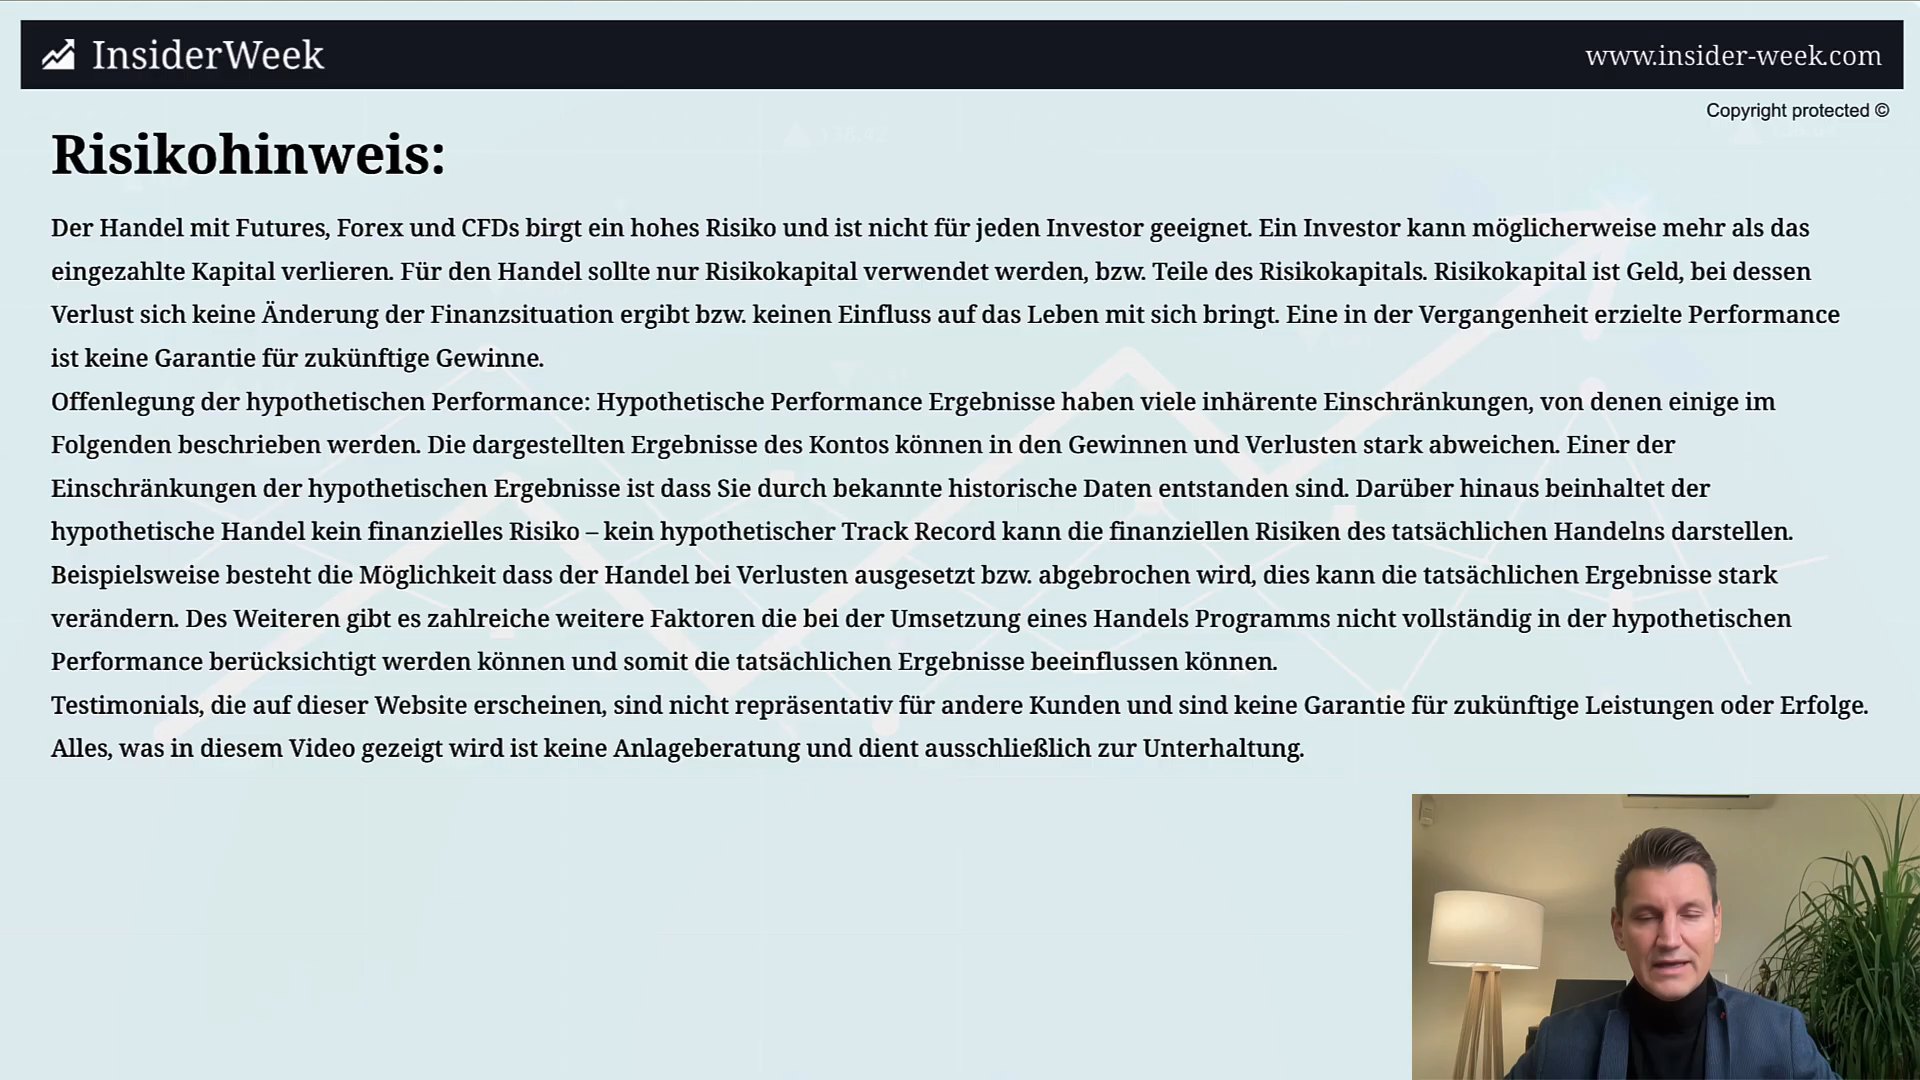 InsiderWeek
www.insider-week.com
Copyright protected ©
Risikohinweis:
Der Handel mit Futures, Forex und CFDs birgt ein hohes Risiko und ist nicht für jeden Investor geeignet. Ein Investor kann möglicherweise mehr als das
eingezahlte Kapital verlieren. Für den Handel sollte nur Risikokapital verwendet werden, bzw. Teile des Risikokapitals. Risikokapital ist Geld, bei dessen
Verlust sich keine Änderung der Finanzsituation ergibt bzw. keinen Einfluss auf das Leben mit sich bringt. Eine in der Vergangenheit erzielte Performance
ist keine Garantie für zukünftige Gewinne.
Offenlegung der hypothetischen Performance: Hypothetische Performance Ergebnisse haben viele inhärente Einschränkungen, von denen einige im
Folgenden beschrieben werden. Die dargestellten Ergebnisse des Kontos können in den Gewinnen und Verlusten stark abweichen. Einer der
Einschränkungen der hypothetischen Ergebnisse ist dass Sie durch bekannte historische Daten entstanden sind. Darüber hinaus beinhaltet der
hypothetische Handel kein finanzielles Risiko – kein hypothetischer Track Record kann die finanziellen Risiken des tatsächlichen Handelns darstellen.
Beispielsweise besteht die Möglichkeit dass der Handel bei Verlusten ausgesetzt bzw. abgebrochen wird, dies kann die tatsächlichen Ergebnisse stark
verändern. Des Weiteren gibt es zahlreiche weitere Faktoren die bei der Umsetzung eines Handels Programms nicht vollständig in der hypothetischen
Performance berücksichtigt werden können und somit die tatsächlichen Ergebnisse beeinflussen können.
Testimonials, die auf dieser Website erscheinen, sind nicht repräsentativ für andere Kunden und sind keine Garantie für zukünftige Leistungen oder Erfolge.
Alles, was in diesem Video gezeigt wird ist keine Anlageberatung und dient ausschließlich zur Unterhaltung.